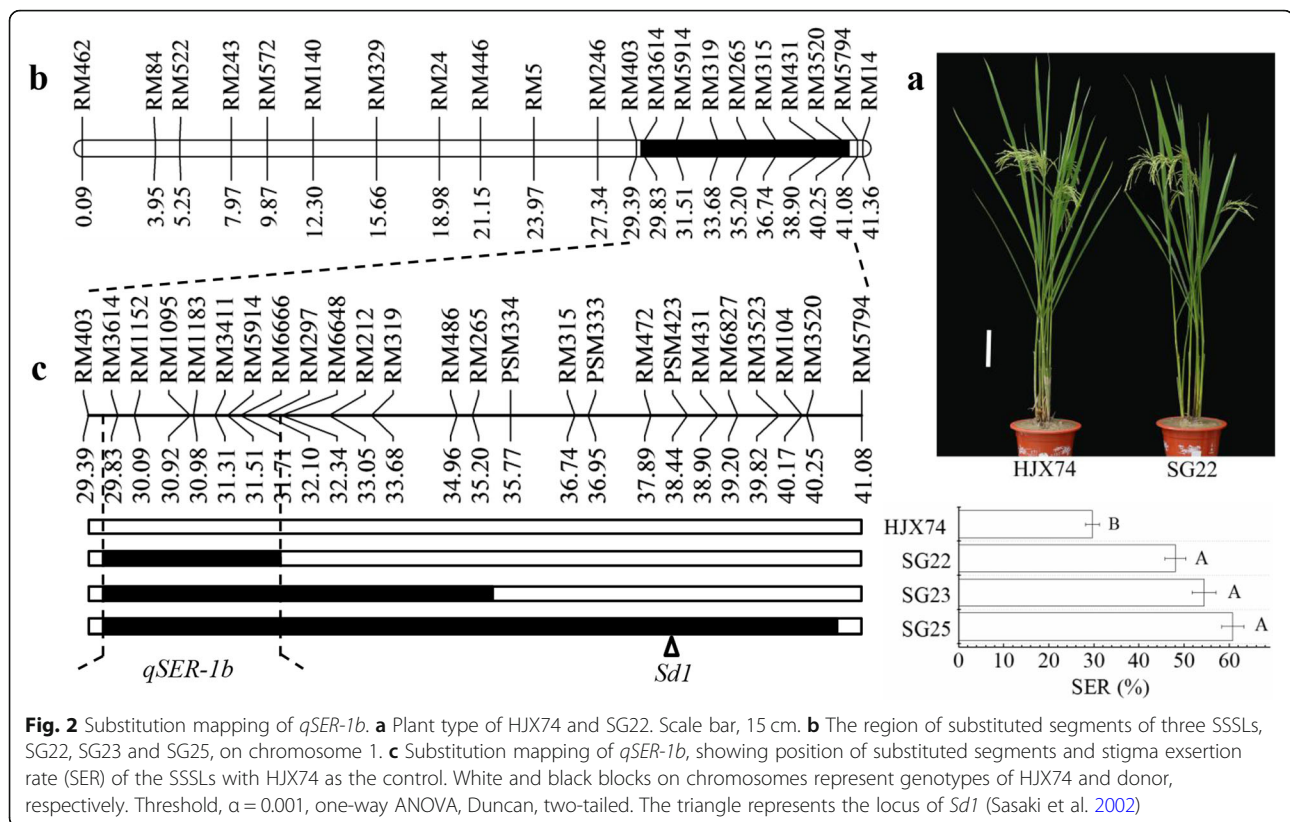 b
RM462 RM84 RM522 RM243 RM572 RM140 RM329 RM24 RM446 RM5 RM246 RM403 RM3614 RM5914 RM319 RM265 RM315 RM431 RM3520 RM5794 RM14
0.09 3.95 5.25 7.97 9.87 12.30 15.66 18.98 21.15 23.97 27.34 29.39 29.83 31.51 33.68 35.20 36.74 38.90 40.25 41.08 41.36
c
RM403 RM3614 RM1152 RM1095 RM1183 RM3411 RM5914 RM6666 RM297 RM6648 RM212 RM319 RM486 RM265 PSM334 RM315 PSM333 RM472 PSM423 RM431 RM6827 RM3523 RM104 RM3520 RM5794
29.39 29.83 30.09 30.92 30.98 31.31 31.51 31.71 32.10 32.34 33.05 33.68 34.96 35.20 35.77 36.74 36.95 37.89 38.44 38.90 39.20 39.82 40.17 40.25 41.08
qSER-1b Sd1
a
HJX74 SG22
HJX74 B
SG22 A
SG23 A
SG25 A
0 10 20 30 40 50 60
SER (%)
Fig. 2 Substitution mapping of qSER-1b. a Plant type of HJX74 and SG22. Scale bar, 15 cm. b The region of substituted segments of three SSSLs,
SG22, SG23 and SG25, on chromosome 1. c Substitution mapping of qSER-1b, showing position of substituted segments and stigma exsertion
rate (SER) of the SSSLs with HJX74 as the control. White and black blocks on chromosomes represent genotypes of HJX74 and donor,
respectively. Threshold, α = 0.001, one-way ANOVA, Duncan, two-tailed. The triangle represents the locus of Sd1 (Sasaki et al. 2002)